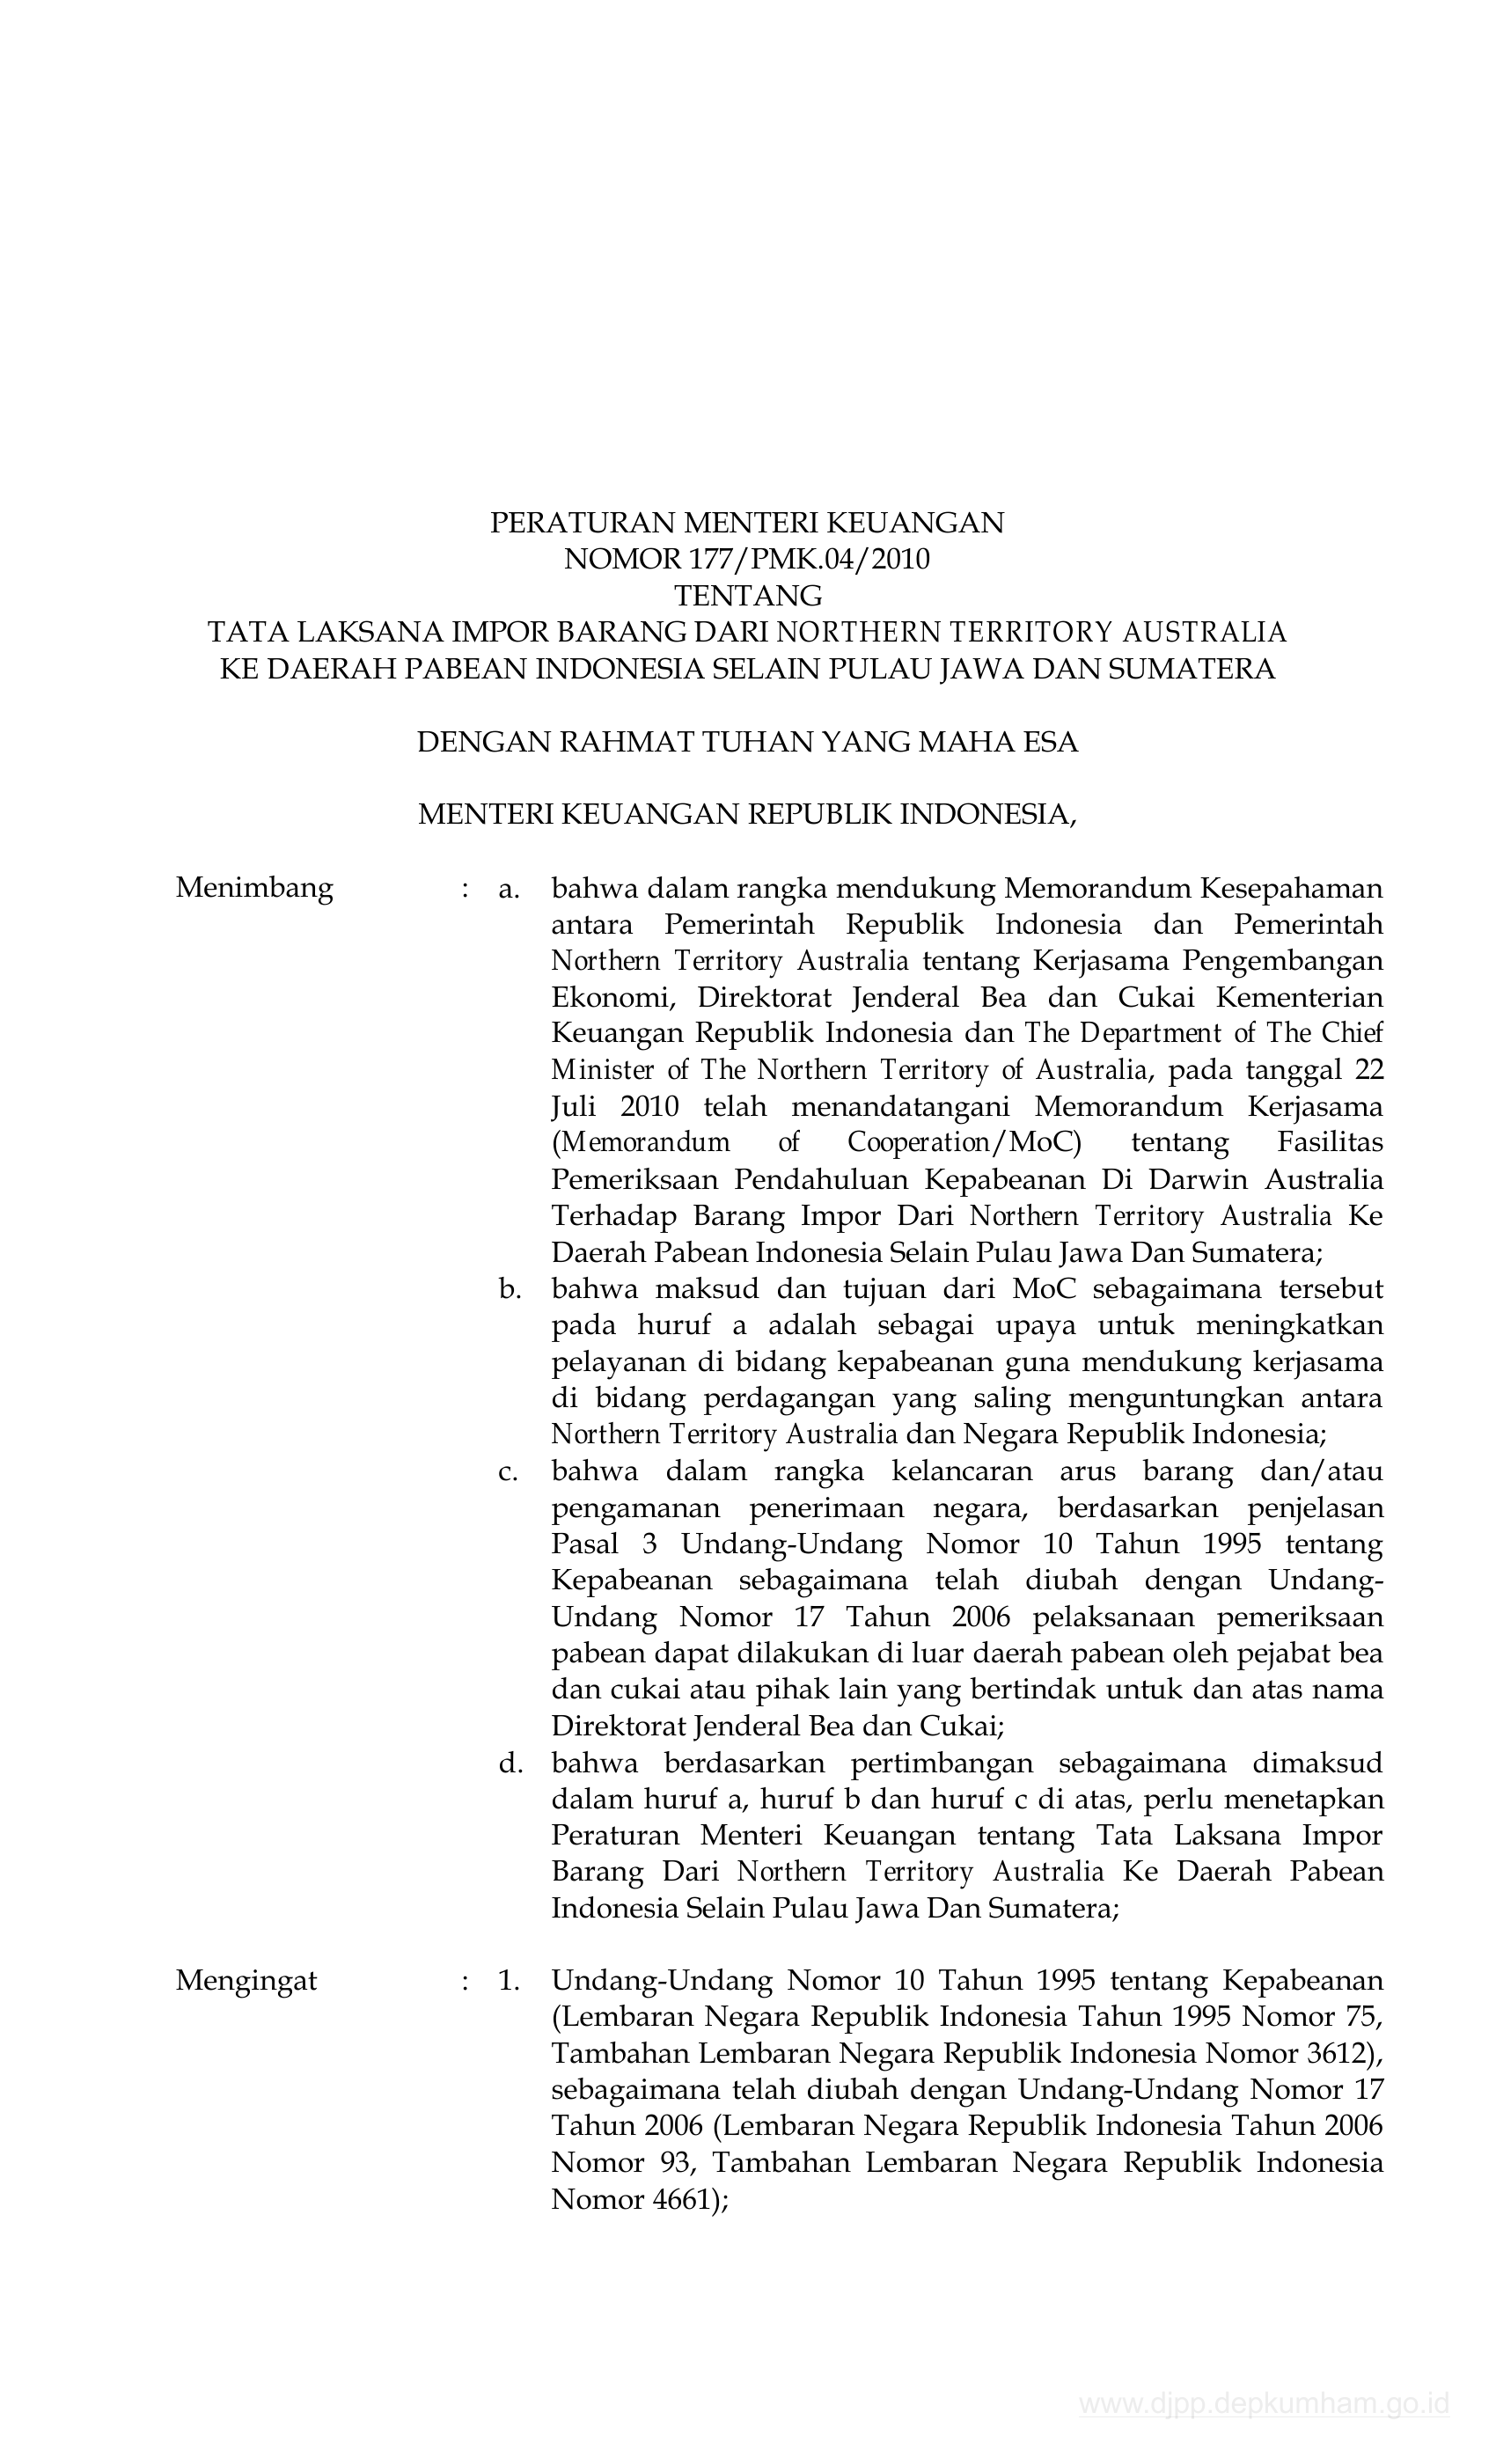 PERATURAN MENTERI KEUANGAN
NOMOR 177/PMK.04/2010
TENTANG
TATA LAKSANA IMPOR BARANG DARI NORTHERN TERRITORY AUSTRALIA
KE DAERAH PABEAN INDONESIA SELAIN PULAU JAWA DAN SUMATERA
DENGAN RAHMAT TUHAN YANG MAHA ESA
MENTERI KEUANGAN REPUBLIK INDONESIA,
Menimbang : a. bahwa dalam rangka mendukung Memorandum Kesepahaman
antara Pemerintah Republik Indonesia dan Pemerintah
Northern Territory Australia tentang Kerjasama Pengembangan
Ekonomi, Direktorat Jenderal Bea dan Cukai Kementerian
Keuangan Republik Indonesia dan The Department of The Chief
Minister of The Northern Territory of Australia, pada tanggal 22
Juli 2010 telah menandatangani Memorandum Kerjasama
(Memorandum of Cooperation/MoC) tentang Fasilitas
Pemeriksaan Pendahuluan Kepabeanan Di Darwin Australia
Terhadap Barang Impor Dari Northern Territory Australia Ke
Daerah Pabean Indonesia Selain Pulau Jawa Dan Sumatera;
b. bahwa maksud dan tujuan dari MoC sebagaimana tersebut
pada huruf a adalah sebagai upaya untuk meningkatkan
pelayanan di bidang kepabeanan guna mendukung kerjasama
di bidang perdagangan yang saling menguntungkan antara
Northern Territory Australia dan Negara Republik Indonesia;
c. bahwa dalam rangka kelancaran arus barang dan/atau
pengamanan penerimaan negara, berdasarkan penjelasan
Pasal 3 Undang-Undang Nomor 10 Tahun 1995 tentang
Kepabeanan sebagaimana telah diubah dengan Undang-
Undang Nomor 17 Tahun 2006 pelaksanaan pemeriksaan
pabean dapat dilakukan di luar daerah pabean oleh pejabat bea
dan cukai atau pihak lain yang bertindak untuk dan atas nama
Direktorat Jenderal Bea dan Cukai;
d. bahwa berdasarkan pertimbangan sebagaimana dimaksud
dalam huruf a, huruf b dan huruf c di atas, perlu menetapkan
Peraturan Menteri Keuangan tentang Tata Laksana Impor
Barang Dari Northern Territory Australia Ke Daerah Pabean
Indonesia Selain Pulau Jawa Dan Sumatera;
Mengingat : 1. Undang-Undang Nomor 10 Tahun 1995 tentang Kepabeanan
(Lembaran Negara Republik Indonesia Tahun 1995 Nomor 75,
Tambahan Lembaran Negara Republik Indonesia Nomor 3612),
sebagaimana telah diubah dengan Undang-Undang Nomor 17
Tahun 2006 (Lembaran Negara Republik Indonesia Tahun 2006
Nomor 93, Tambahan Lembaran Negara Republik Indonesia
Nomor 4661);
www.djpp.depkumham.go.id